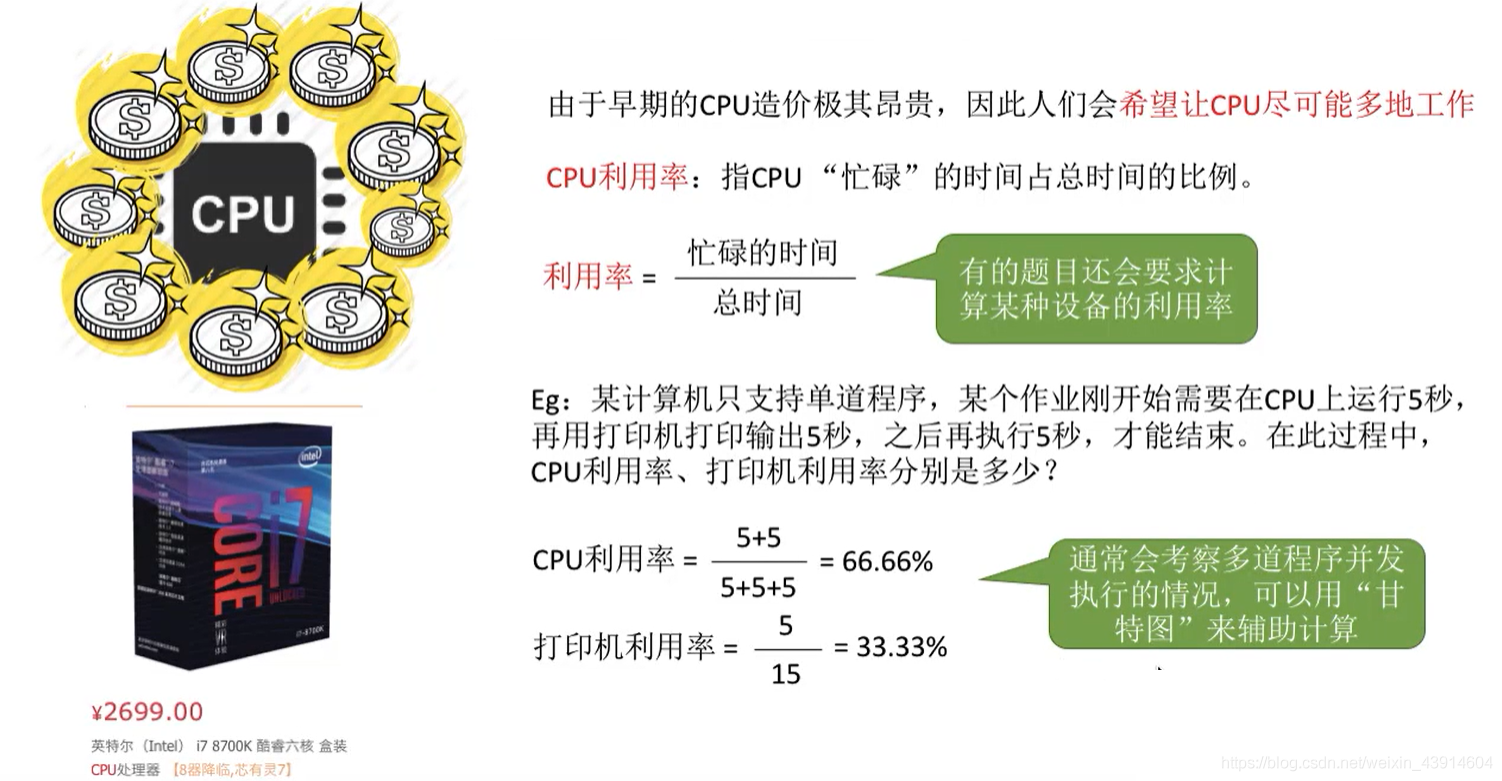 由于早期的CPU造价极其昂贵，因此人们会希望让CPU尽可能多地工作
CPU利用率：指CPU “忙碌”的时间占总时间的比例。
利用率 =
忙碌的时间
总时间
有的题目还会要求计
算某种设备的利用率
Eg：某计算机只支持单道程序，某个作业刚开始需要在CPU上运行5秒，
再用打印机打印输出5秒，之后再执行5秒，才能结束。在此过程中，
CPU利用率、打印机利用率分别是多少？
CPU利用率 =
5+5
5+5+5
= 66.66%
打印机利用率 =
5
15
= 33.33%
通常会考察多道程序并发
执行的情况，可以用“甘
特图”来辅助计算
CPU
intel
CORE
i7
UNLOCKED
i7-8700K
VR
¥2699.00
英特尔（Intel） i7 8700K 酷睿六核 盒装
CPU处理器 【8器降临,芯有灵7】
https://blog.csdn.net/weixin_43914604